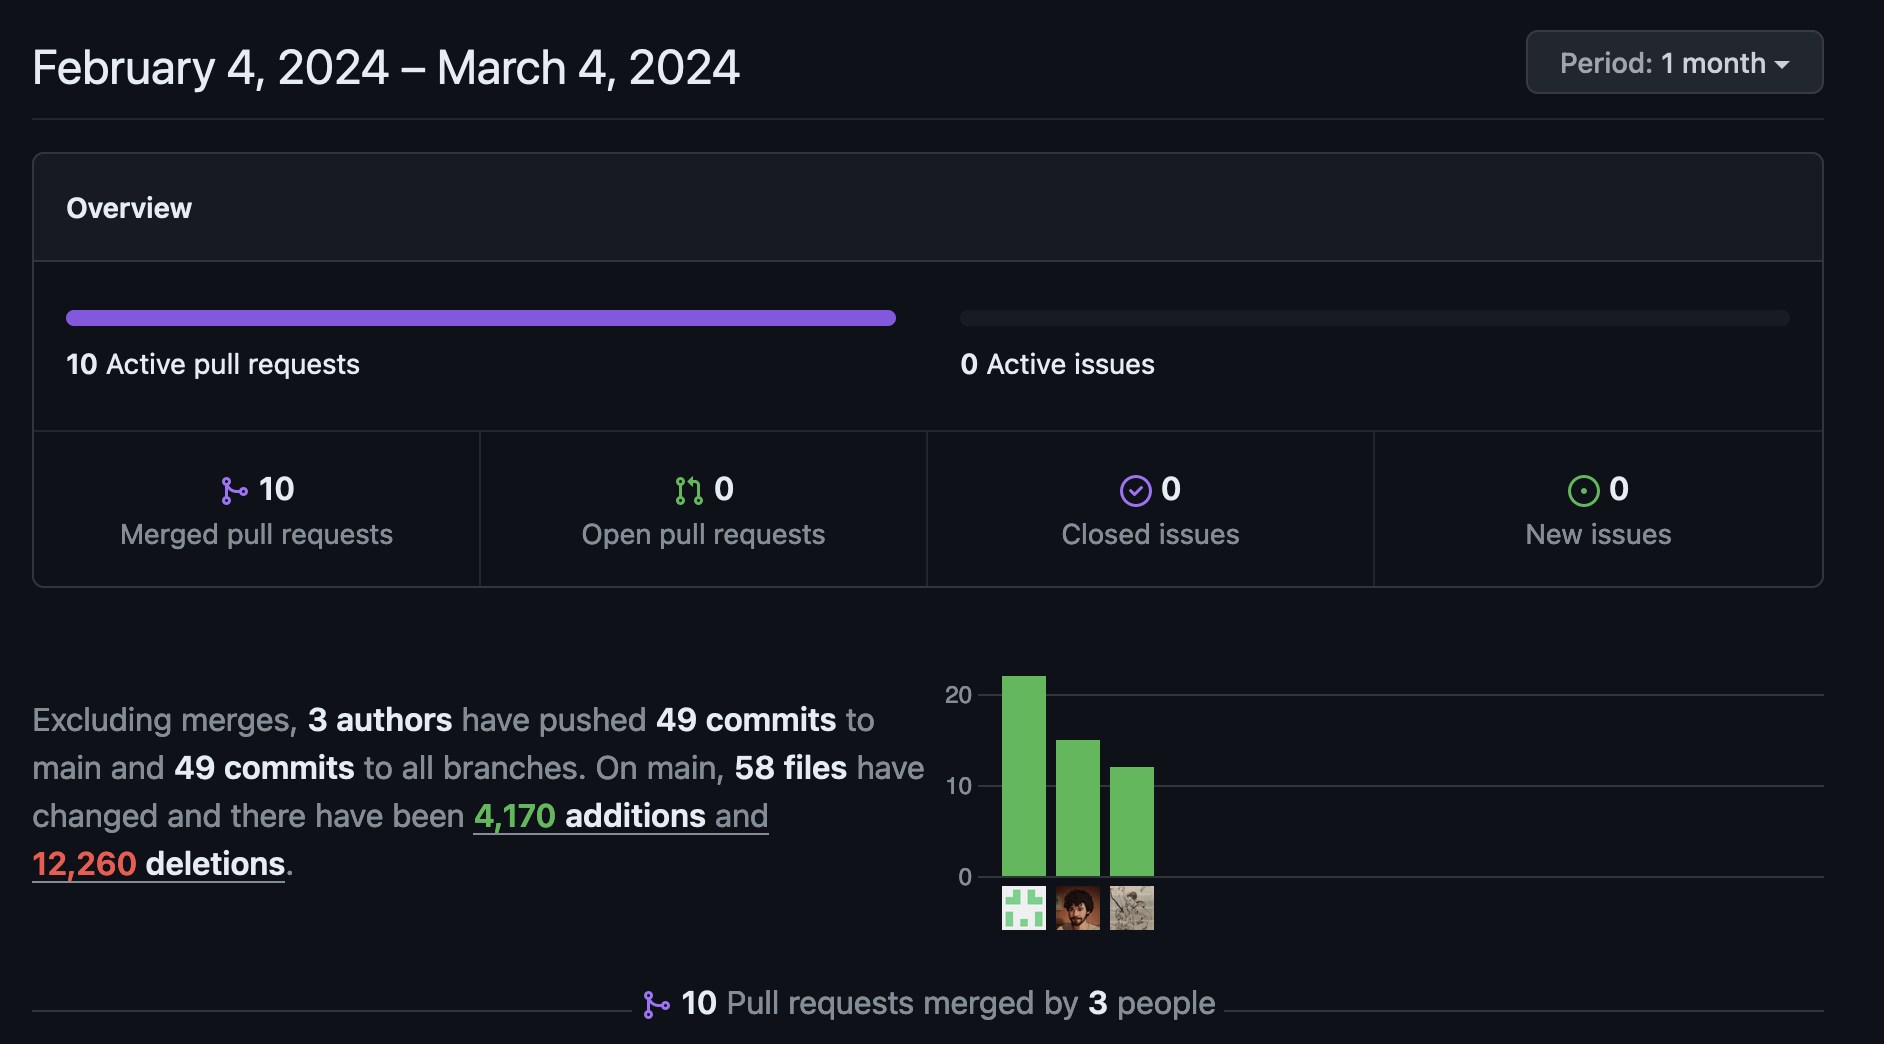 February 4, 2024 – March 4, 2024
Period: 1 month
Overview
10 Active pull requests
0 Active issues
10
Merged pull requests
0
Open pull requests
0
Closed issues
0
New issues
Excluding merges, 3 authors have pushed 49 commits to
main and 49 commits to all branches. On main, 58 files have
changed and there have been 4,170 additions and
12,260 deletions.
20
10
0
10 Pull requests merged by 3 people